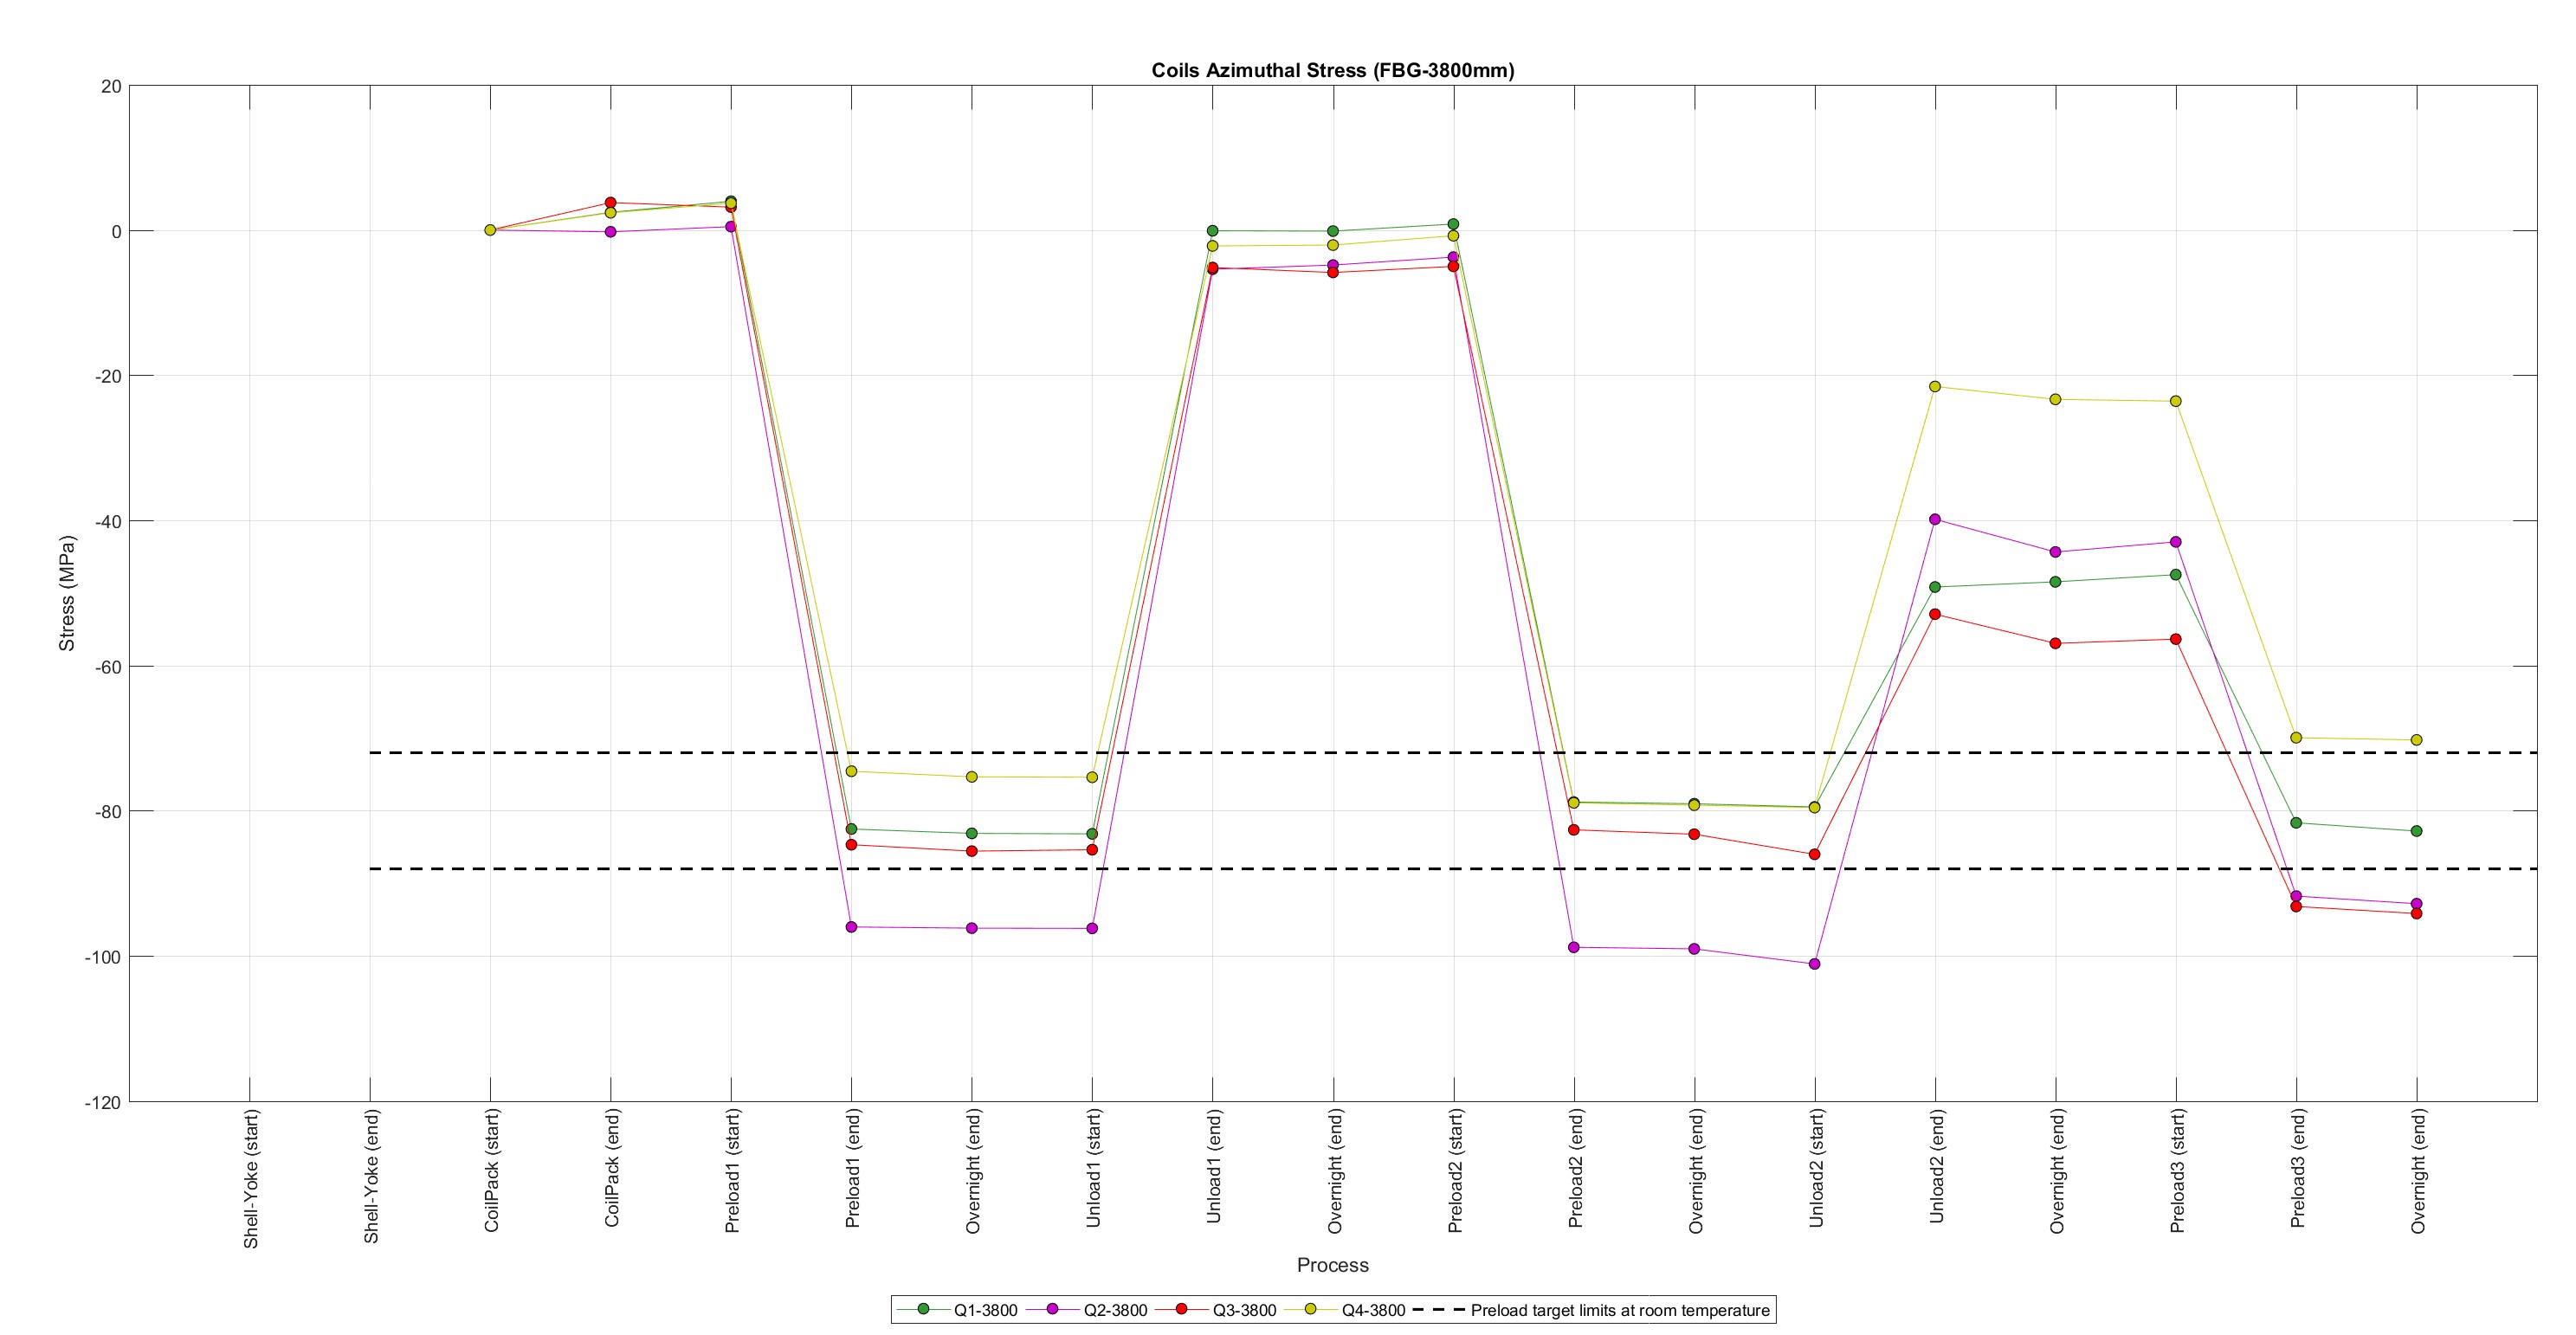 Coils Azimuthal Stress (FBG-3800mm)
20
0
-20
-40
-60
-80
-100
-120
Stress (MPa)
Shell-Yoke (start)
Shell-Yoke (end)
CoilPack (start)
CoilPack (end)
Preload1 (start)
Preload1 (end)
Overnight (end)
Unload1 (start)
Unload1 (end)
Overnight (end)
Preload2 (start)
Preload2 (end)
Overnight (end)
Unload2 (start)
Unload2 (end)
Overnight (end)
Preload3 (start)
Preload3 (end)
Overnight (end)
Process
Q1-3800 Q2-3800 Q3-3800 Q4-3800 Preload target limits at room temperature